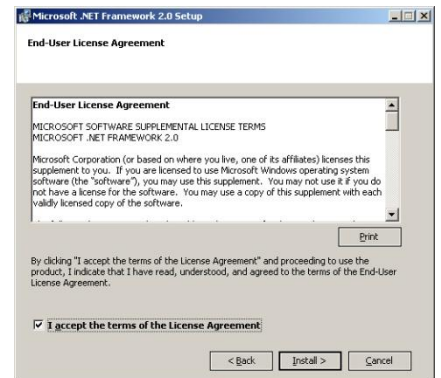 Microsoft .NET Framework 2.0 Setup
End-User License Agreement
End-User License Agreement
MICROSOFT SOFTWARE SUPPLEMENTAL LICENSE TERMS
MICROSOFT .NET FRAMEWORK 2.0
Microsoft Corporation (or based on where you live, one of its affiliates) licenses this
supplement to you. If you are licensed to use Microsoft Windows operating system
software (the "software"), you may use this supplement. You may not use it if you do
not have a license for the software. You may use a copy of this supplement with each
validly licensed copy of the software.
Print
By clicking "I accept the terms of the License Agreement" and proceeding to use the
product, I indicate that I have read, understood, and agreed to the terms of the End-User
License Agreement.
I accept the terms of the License Agreement
< Back Install > Cancel